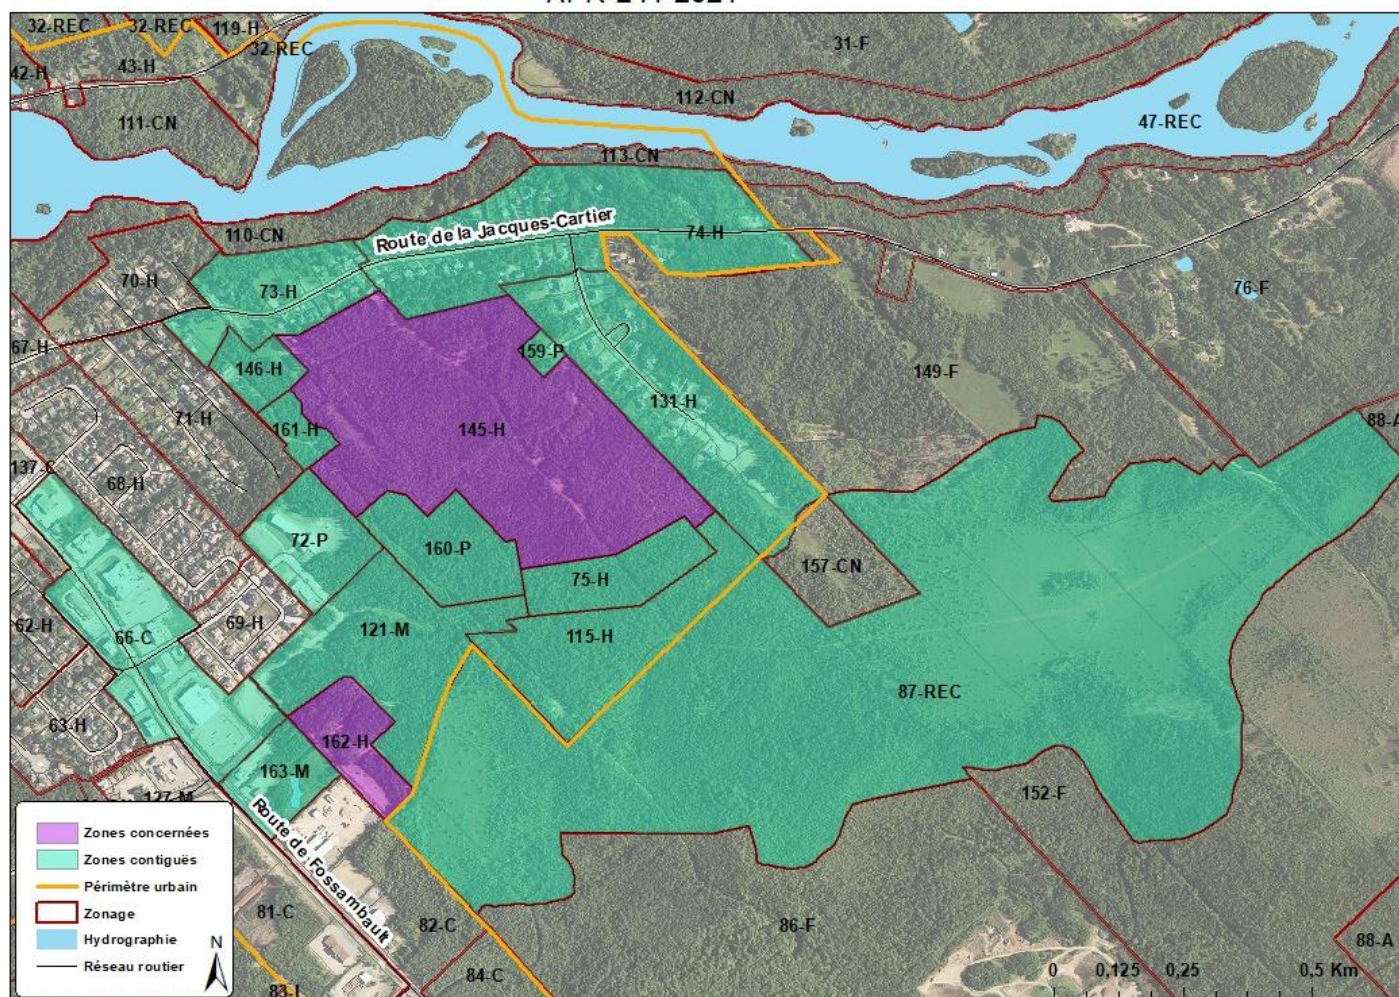 32-REC
32-REC
119-H
32-REC
31-F
42-H
43-H
112-CN
47-REC
111-CN
113-CN
110-CN
Route de la Jacques-Cartier
74-H
70-H
73-H
76-F
67-H
159-P
146-H
149-F
131-H
71-H
161-H
145-H
88-A
137-C
68-H
72-P
160-P
157-CN
75-H
62-H
69-H
121-M
115-H
66-C
87-REC
63-H
162-H
163-M
152-F
127-M
Zones concernées
Zones contiguës
Périmètre urbain
Zonage
Hydrographie
Réseau routier
N
Route de Fossambault
81-C
82-C
86-F
88-A
84-C
0 0,125 0,25 0,5 Km